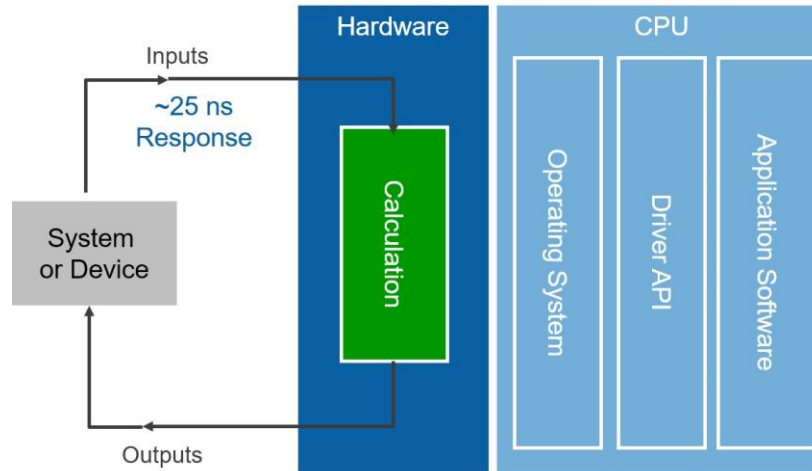 Hardware
CPU
Inputs
~25 ns
Response
System
or Device
Calculation
Operating System
Driver API
Application Software
Outputs